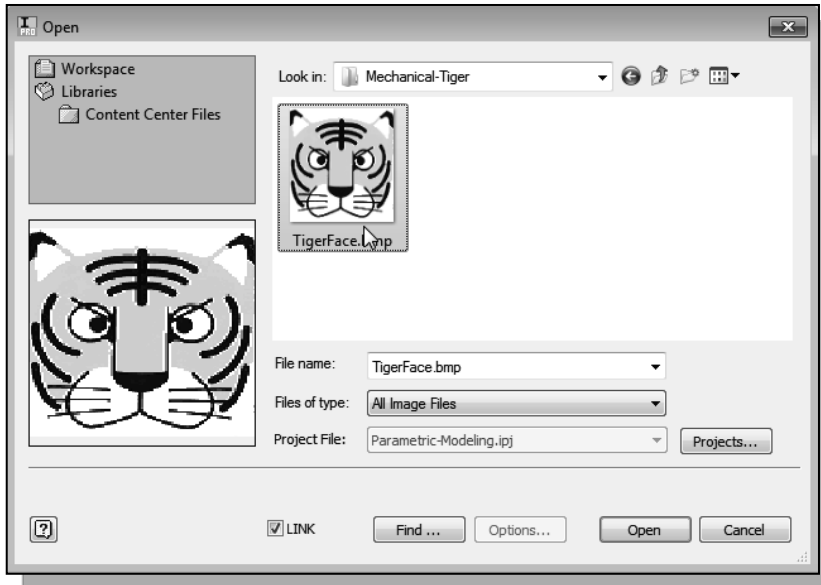 I PRO Open
Workspace
Libraries
Content Center Files
Look in: Mechanical-Tiger
TigerFace.bmp
File name: TigerFace.bmp
Files of type: All Image Files
Project File: Parametric-Modeling.ipj Projects...
? LINK Find ... Options... Open Cancel